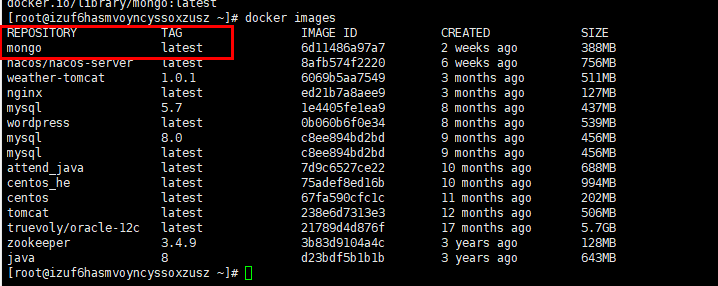 docker.io/library/mongo:latest
[root@izuf6hasmvoyncyssoxzusz ~]# docker images
REPOSITORY TAG IMAGE ID CREATED SIZE
mongo latest 6d11486a97a7 2 weeks ago 388MB
nacos/nacos-server latest 8afb574f2220 6 weeks ago 756MB
weather-tomcat 1.0.1 6069b5aa7549 3 months ago 511MB
nginx latest ed21b7a8aee9 3 months ago 127MB
mysql 5.7 1e4405fe1ea9 8 months ago 437MB
wordpress latest 0b060b6f0e34 8 months ago 539MB
mysql 8.0 c8ee894bd2bd 9 months ago 456MB
mysql latest c8ee894bd2bd 9 months ago 456MB
attend_java latest 7d9c6527ce22 10 months ago 688MB
centos_he latest 75adef8ed16b 10 months ago 994MB
centos latest 67fa590cfc1c 11 months ago 202MB
tomcat latest 238e6d7313e3 12 months ago 506MB
truevoly/oracle-12c latest 21789d4d876f 17 months ago 5.7GB
zookeeper 3.4.9 3b83d9104a4c 3 years ago 128MB
java 8 d23bdf5b1b1b 3 years ago 643MB
[root@izuf6hasmvoyncyssoxzusz ~]#